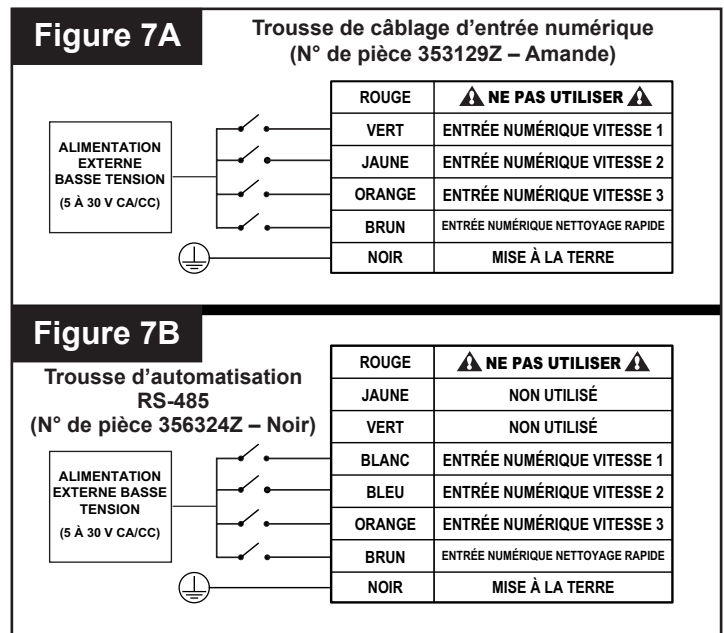 Figure 7A
Trousse de câblage d'entrée numérique
(N° de pièce 353129Z – Amande)
ALIMENTATION
EXTERNE
BASSE TENSION
(5 À 30 V CA/CC)
ROUGE NE PAS UTILISER
VERT ENTRÉE NUMÉRIQUE VITESSE 1
JAUNE ENTRÉE NUMÉRIQUE VITESSE 2
ORANGE ENTRÉE NUMÉRIQUE VITESSE 3
BRUN ENTRÉE NUMÉRIQUE NETTOYAGE RAPIDE
NOIR MISE À LA TERRE
Figure 7B
Trousse d'automatisation
RS-485
(N° de pièce 356324Z – Noir)
ALIMENTATION
EXTERNE BASSE
TENSION
(5 À 30 V CA/CC)
ROUGE NE PAS UTILISER
JAUNE NON UTILISÉ
VERT NON UTILISÉ
BLANC ENTRÉE NUMÉRIQUE VITESSE 1
BLEU ENTRÉE NUMÉRIQUE VITESSE 2
ORANGE ENTRÉE NUMÉRIQUE VITESSE 3
BRUN ENTRÉE NUMÉRIQUE NETTOYAGE RAPIDE
NOIR MISE À LA TERRE